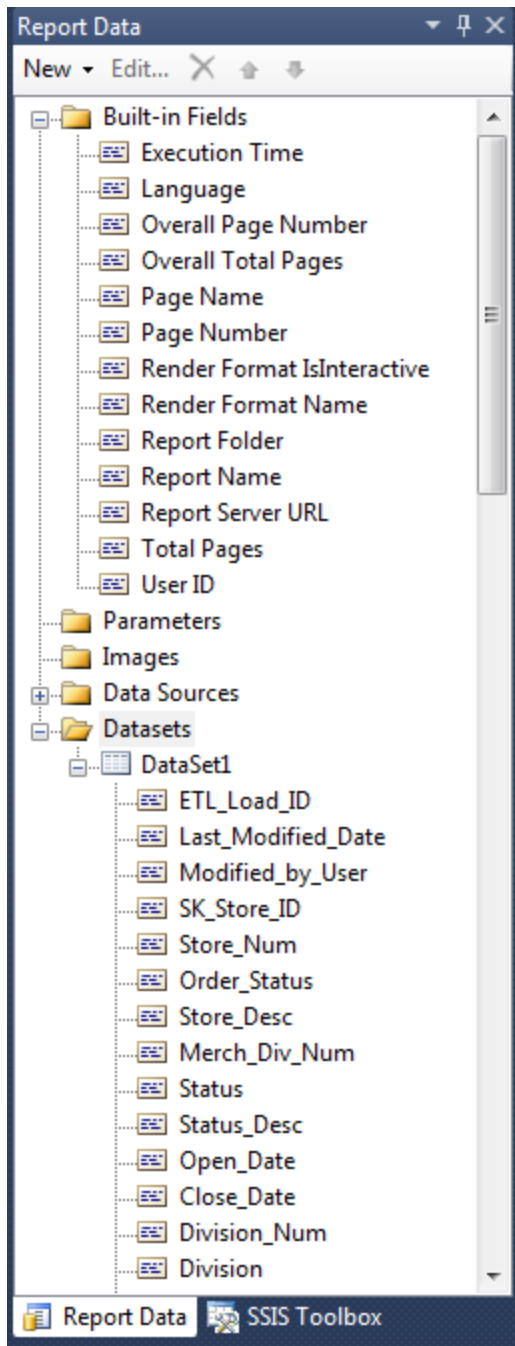 Report Data
New Edit...
Built-in Fields
Execution Time
Language
Overall Page Number
Overall Total Pages
Page Name
Page Number
Render Format IsInteractive
Render Format Name
Report Folder
Report Name
Report Server URL
Total Pages
User ID
Parameters
Images
Data Sources
Datasets
DataSet1
ETL_Load_ID
Last_Modified_Date
Modified_by_User
SK_Store_ID
Store_Num
Order_Status
Store_Desc
Merch_Div_Num
Status
Status_Desc
Open_Date
Close_Date
Division_Num
Division
Report Data SSIS Toolbox